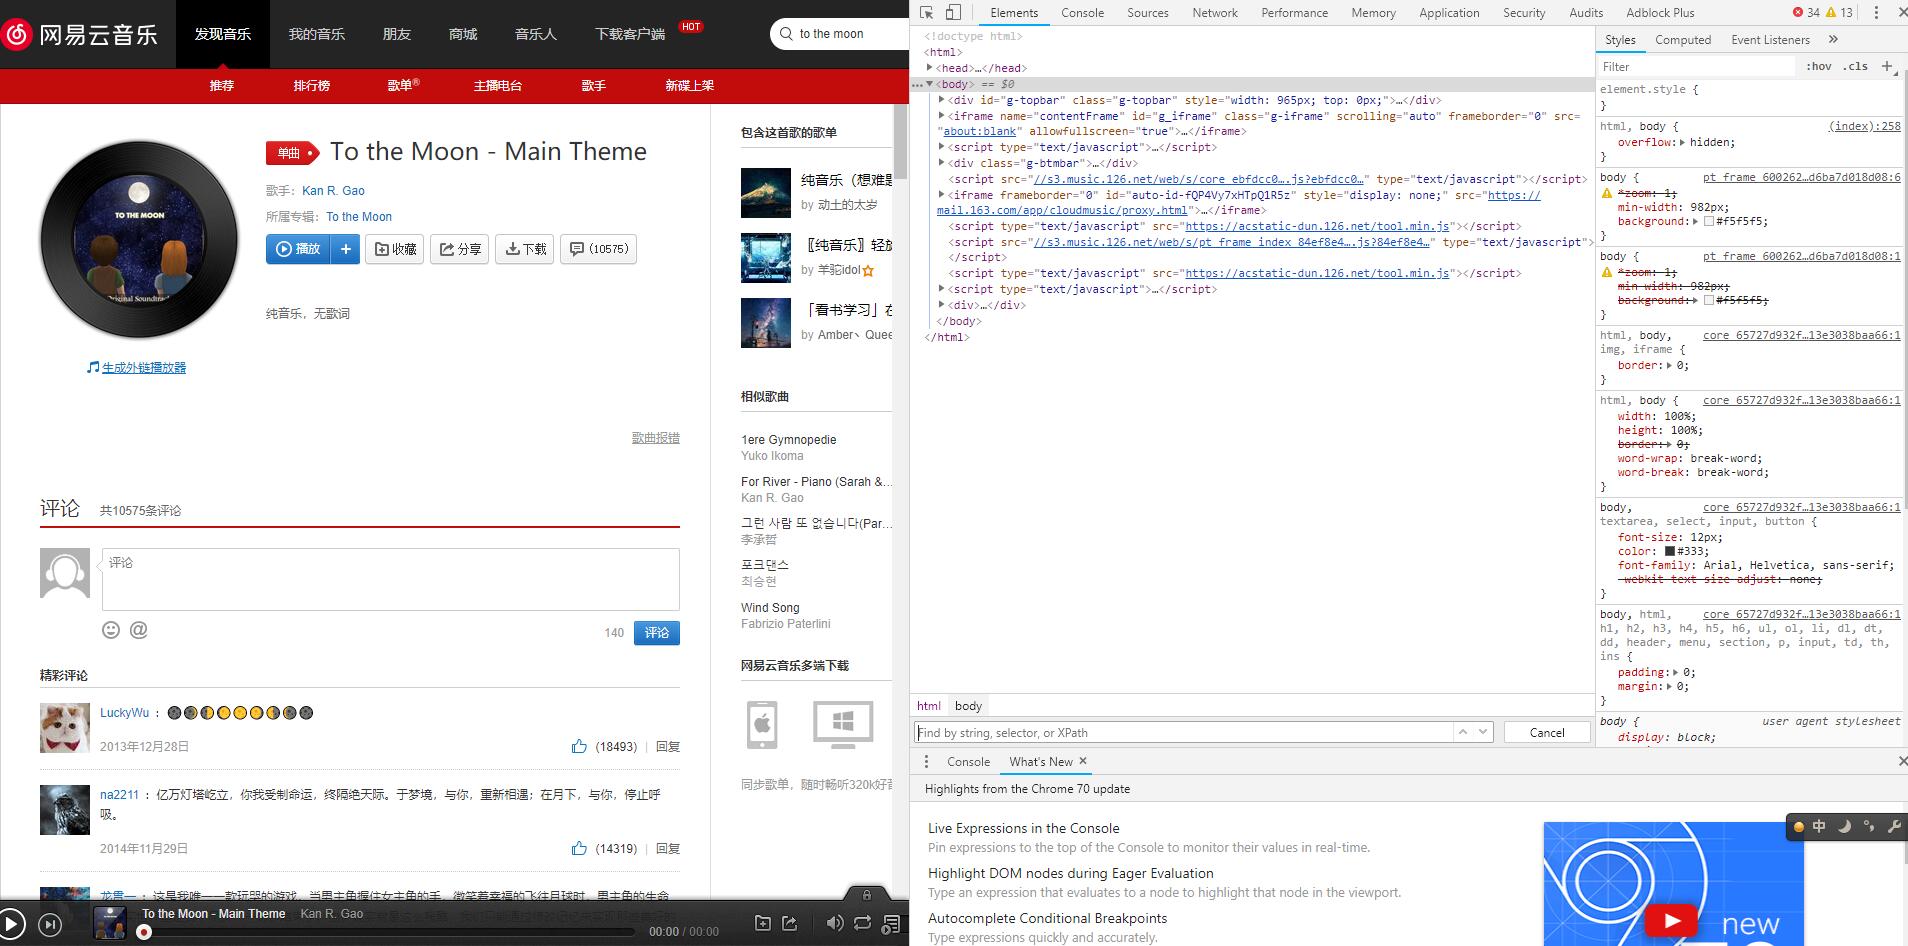 网易云音乐
发现音乐
我的音乐
朋友
商城
音乐人
下载客户端
HOT
to the moon
推荐
排行榜
歌单®
主播电台
歌手
新碟上架
TO THE MOON
Original Soundtrack
单曲
To the Moon - Main Theme
歌手：Kan R. Gao
所属专辑：To the Moon
播放
+
收藏
分享
下载
(10575)
纯音乐，无歌词
生成外链播放器
歌曲报错
评论 共10575条评论
评论
@
140
评论
精彩评论
LuckyWu：🌑🌒🌓🌔🌕🌖🌗🌘🌑
2013年12月28日
(18493) | 回复
na2211：亿万灯塔屹立，你我受制命运，终隔绝天际。于梦境，与你，重新相遇；在月下，与你，停止呼
吸。
2014年11月29日
(14319) | 回复
这是我唯一一款玩哭的游戏，当男主角握住女主角的手，微笑着幸福的飞往月球时，男主角的生命
包含这首歌的歌单
纯音乐（想难
by 动土的太岁
〖纯音乐〗轻
by 羊驼idol
「看书学习」在
by Amber丶Quee
相似歌曲
1ere Gymnopedie
Yuko Ikoma
For River - Piano (Sarah &...
Kan R. Gao
그런 사람 또 없습니다(Par...
李承哲
포크댄스
최승현
Wind Song
Fabrizio Paterlini
网易云音乐多端下载
同步歌单，随时畅听320k好音
To the Moon - Main Theme Kan R. Gao
00:00 / 00:00
Elements
Console
Sources
Network
Performance
Memory
Application
Security
Audits
Adblock Plus
34
13
<!doctype html>
<html>
<head>…</head>
<body> == $0
<div id="g-topbar" class="g-topbar" style="width: 965px; top: 0px;">…</div>
<iframe name="contentFrame" id="g_iframe" class="g-iframe" scrolling="auto" frameborder="0" src=
"about:blank" allowfullscreen="true">…</iframe>
<script type="text/javascript">…</script>
<div class="g-btmbar">…</div>
<script src="//s3.music.126.net/web/s/core_ebfdcc0….js?ebfdcc0…" type="text/javascript"></script>
<iframe frameborder="0" id="auto-id-fQP4Vy7xHTpQ1R5z" style="display: none;" src="https://
mail.163.com/app/cloudmusic/proxy.html">…</iframe>
<script type="text/javascript" src="https://acstatic-dun.126.net/tool.min.js"></script>
<script src="//s3.music.126.net/web/s/pt_frame_index_84ef8e4….js?84ef8e4…" type="text/javascript">
</script>
<script type="text/javascript" src="https://acstatic-dun.126.net/tool.min.js"></script>
<script type="text/javascript">…</script>
<div>…</div>
</body>
</html>
html
body
Find by string, selector, or XPath
Cancel
Styles
Computed
Event Listeners
»
Filter
:hov
.cls
+
element.style {
}
html, body { (index):258
overflow: hidden;
}
body { pt_frame_600262…d6ba7d018d08:6
*zoom: 1;
min-width: 982px;
background: #f5f5f5;
}
body { pt_frame_600262…d6ba7d018d08:1
*zoom: 1;
min-width: 982px;
background: #f5f5f5;
}
html, body, core_65727d932f…13e3038baa66:1
img, iframe {
border: 0;
}
html, body { core_65727d932f…13e3038baa66:1
width: 100%;
height: 100%;
border: 0;
word-wrap: break-word;
word-break: break-word;
}
body, core_65727d932f…13e3038baa66:1
textarea, select, input, button {
font-size: 12px;
color: #333;
font-family: Arial, Helvetica, sans-serif;
-webkit-text-size-adjust: none;
}
body, html, core_65727d932f…13e3038baa66:1
h1, h2, h3, h4, h5, h6, ul, ol, li, dl, dt,
dd, header, menu, section, p, input, td, th,
ins {
padding: 0;
margin: 0;
}
body { user agent stylesheet
display: block;
Console
What's New
Highlights from the Chrome 70 update
Live Expressions in the Console
Pin expressions to the top of the Console to monitor their values in real-time.
Highlight DOM nodes during Eager Evaluation
Type an expression that evaluates to a node to highlight that node in the viewport.
Autocomplete Conditional Breakpoints
Type expressions quickly and accurately.
中
new